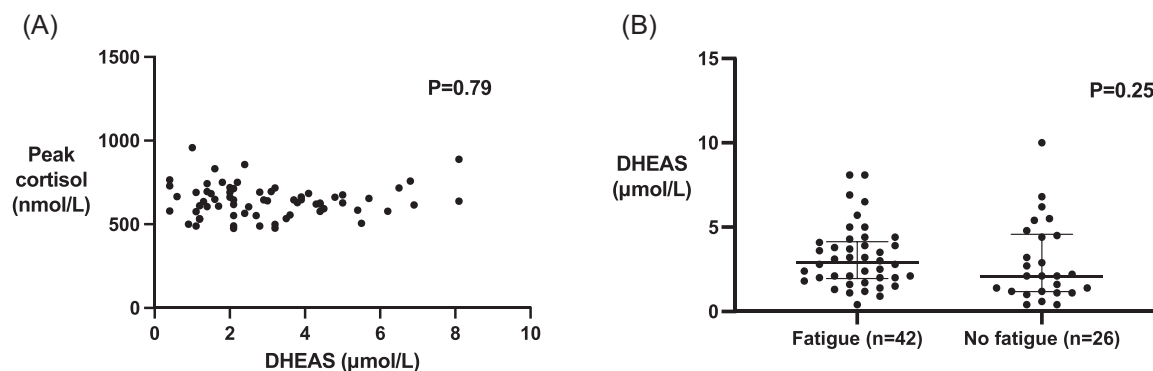 (A)
1500
1000
500
0
Peak
cortisol
(nmol/L)
P=0.79
0 2 4 6 8 10
DHEAS (µmol/L)
(B)
15
10
5
0
DHEAS
(µmol/L)
P=0.25
Fatigue (n=42) No fatigue (n=26)